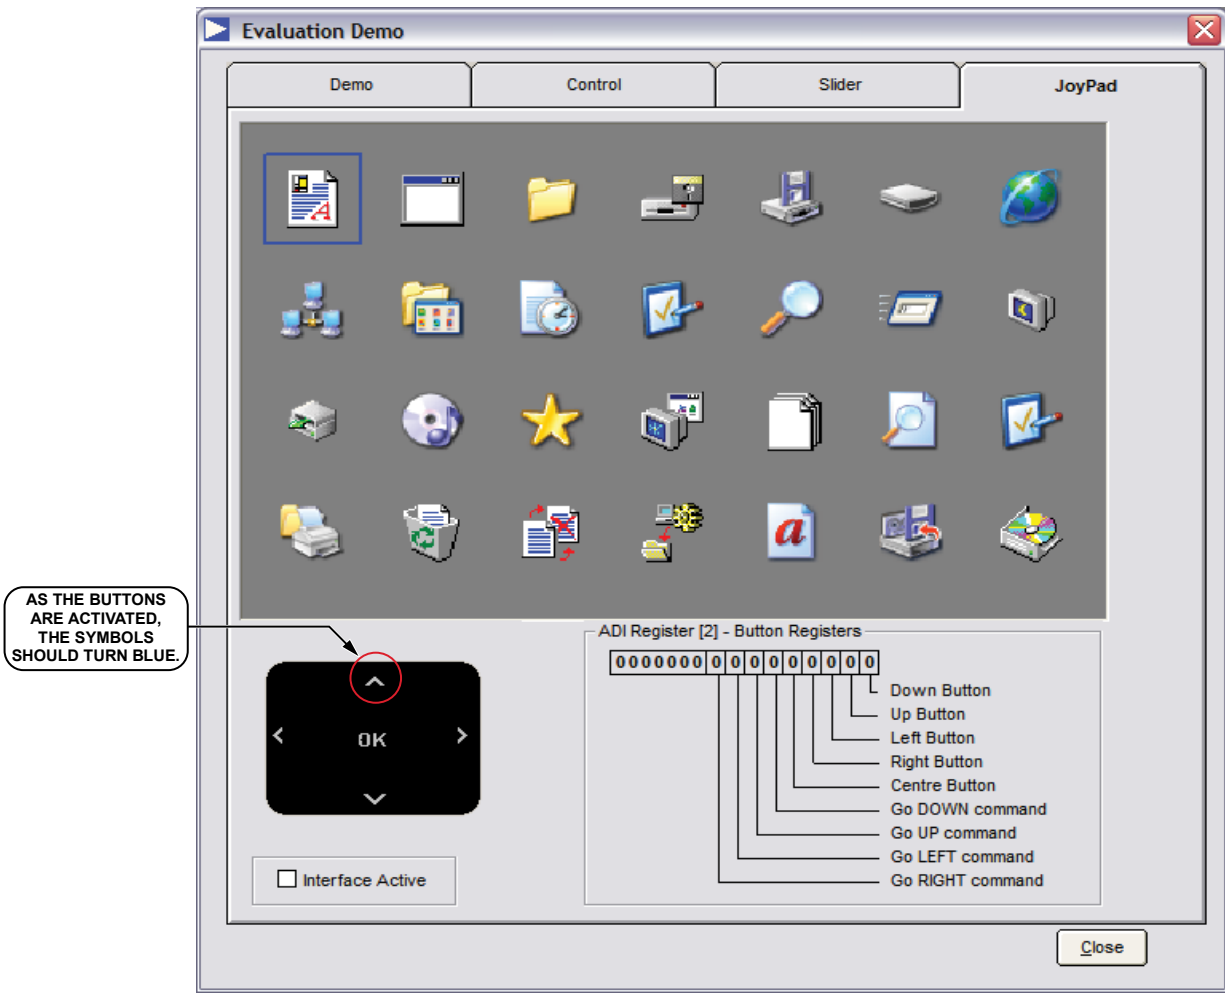 Evaluation Demo
Demo
Control
Slider
JoyPad
AS THE BUTTONS
ARE ACTIVATED,
THE SYMBOLS
SHOULD TURN BLUE.
OK
Interface Active
ADI Register [2] - Button Registers
0000000 0 0 0 0 0 0 0 0 0
Down Button
Up Button
Left Button
Right Button
Centre Button
Go DOWN command
Go UP command
Go LEFT command
Go RIGHT command
Close